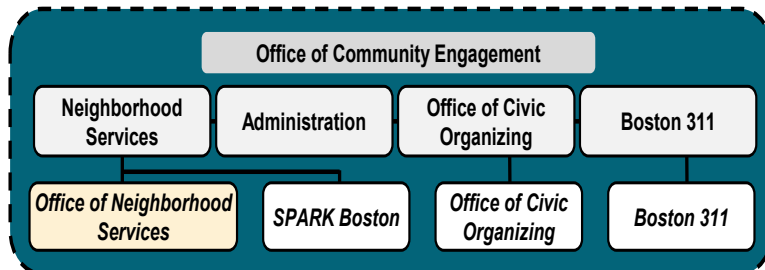 Office of Community Engagement
Neighborhood
Services
Administration
Office of Civic
Organizing
Boston 311
Office of Neighborhood
Services
SPARK Boston
Office of Civic
Organizing
Boston 311